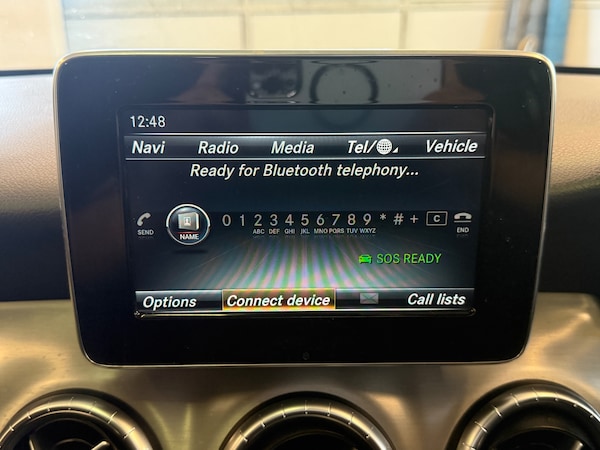 12:48
Navi Radio Media Tel/ Vehicle
Ready for Bluetooth telephony...
0 1 2 3 4 5 6 7 8 9 * # + C
SEND NAME ABC DEF GHI JKL MNO PQRS TUV WXYZ END
SOS READY
Options Connect device Call lists